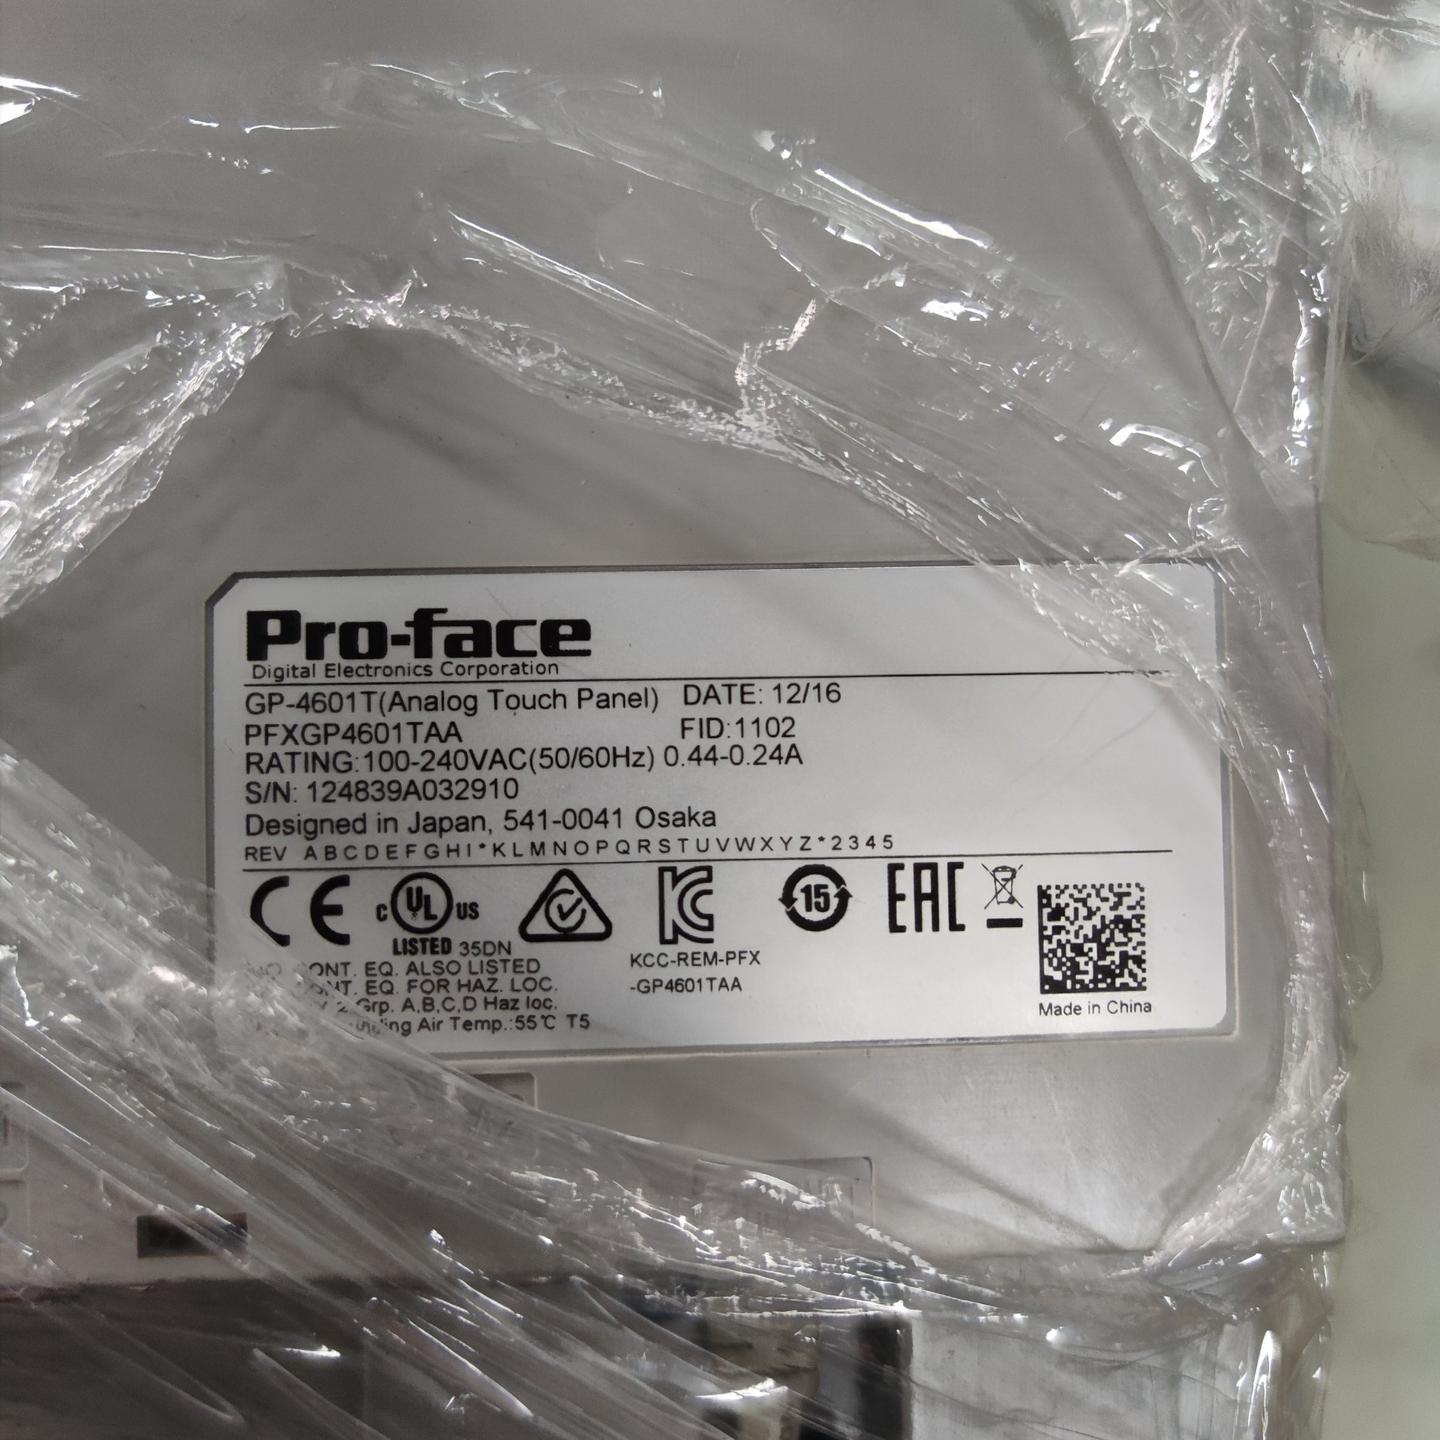 Pro-face
Digital Electronics Corporation
GP-4601T(Analog Touch Panel) DATE: 12/16
PFXGP4601TAA FID:1102
RATING:100-240VAC(50/60Hz) 0.44-0.24A
S/N: 124839A032910
Designed in Japan, 541-0041 Osaka
REV ABCDEFGHI*KLMNOPQRSTUVWXYZ*2345
CE c UL US 15 EAC
LISTED 35DN
CONT. EQ. ALSO LISTED
CONT. EQ. FOR HAZ. LOC.
2, Grp. A,B,C,D Haz loc.
Air Temp.:55℃ T5
KCC-REM-PFX
-GP4601TAA
Made in China